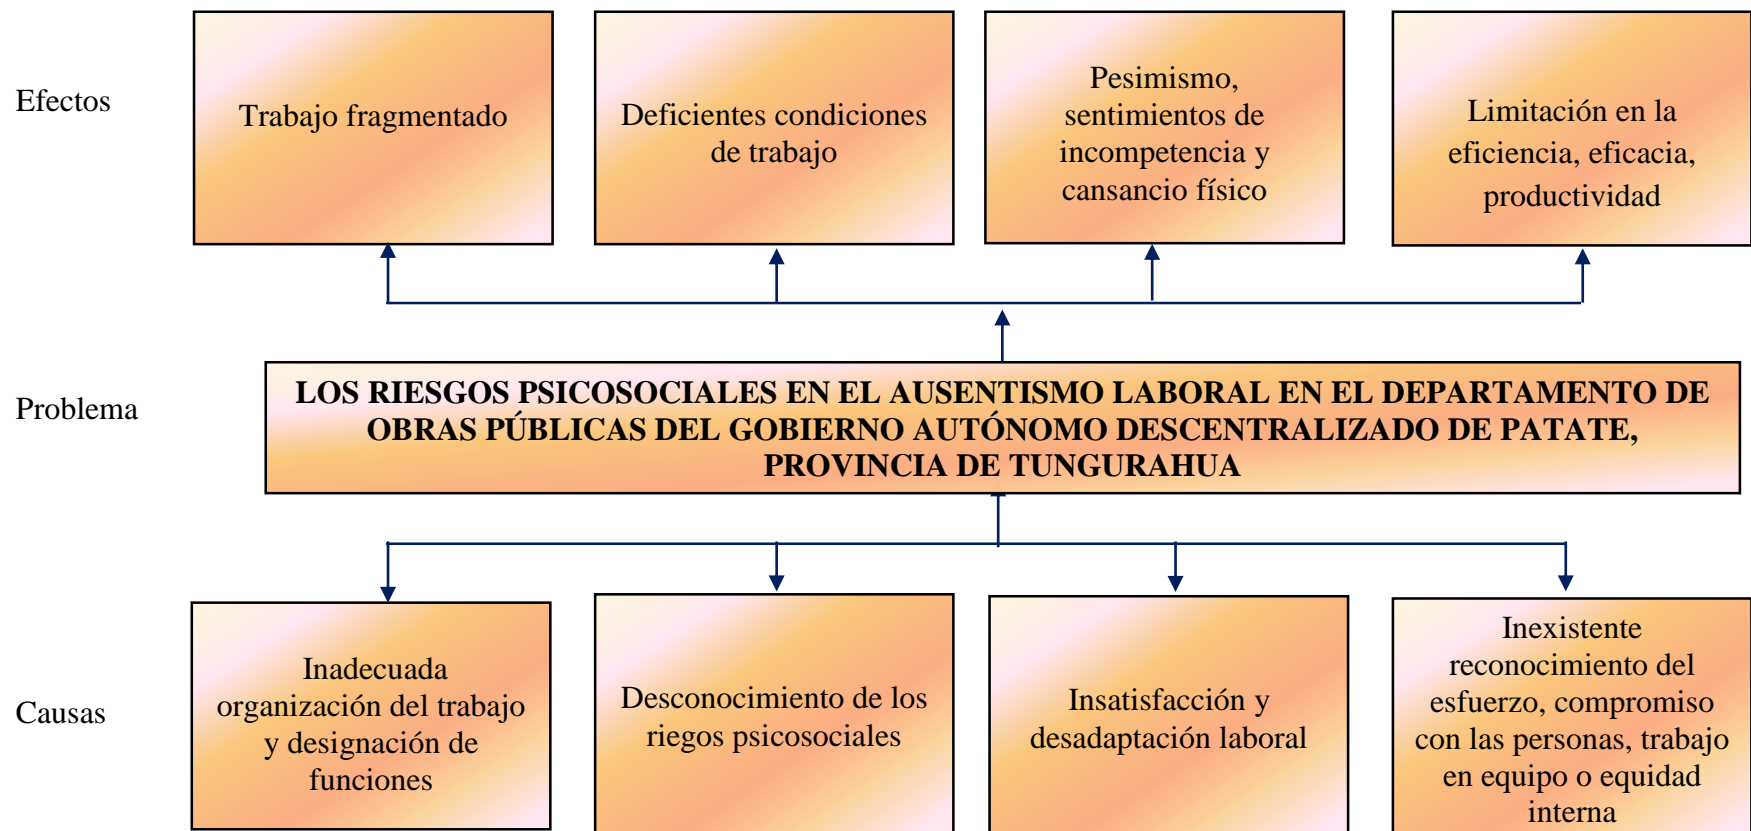 Efectos
Trabajo fragmentado
Deficientes condiciones
de trabajo
Pesimismo,
sentimientos de
incompetencia y
cansancio físico
Limitación en la
eficiencia, eficacia,
productividad
Problema
LOS RIESGOS PSICOSOCIALES EN EL AUSENTISMO LABORAL EN EL DEPARTAMENTO DE
OBRAS PÚBLICAS DEL GOBIERNO AUTÓNOMO DESCENTRALIZADO DE PATATE,
PROVINCIA DE TUNGURAHUA
Causas
Inadecuada
organización del trabajo
y designación de
funciones
Desconocimiento de los
riegos psicosociales
Insatisfacción y
desadaptación laboral
Inexistente
reconocimiento del
esfuerzo, compromiso
con las personas, trabajo
en equipo o equidad
interna